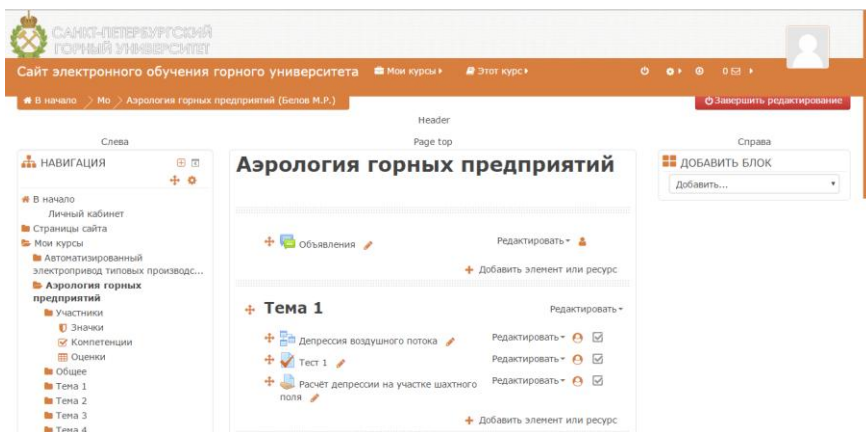 САНКТ-ПЕТЕРБУРГСКИЙ
ГОРНЫЙ УНИВЕРСИТЕТ
Сайт электронного обучения горного университета Мои курсы Этот курс 0
В начало Мо Аэрология горных предприятий (Белов М.Р.) Завершить редактирование
Header
Слева Page top Справа
НАВИГАЦИЯ
В начало
Личный кабинет
Страницы сайта
Мои курсы
Автоматизированный
электропривод типовых производс...
Аэрология горных
предприятий
Участники
Значки
Компетенции
Оценки
Общее
Тема 1
Тема 2
Тема 3
Тема 4
Аэрология горных предприятий
Объявления Редактировать
Добавить элемент или ресурс
Тема 1 Редактировать
Депрессия воздушного потока Редактировать
Тест 1 Редактировать
Расчёт депрессии на участке шахтного Редактировать
поля
Добавить элемент или ресурс
ДОБАВИТЬ БЛОК
Добавить...